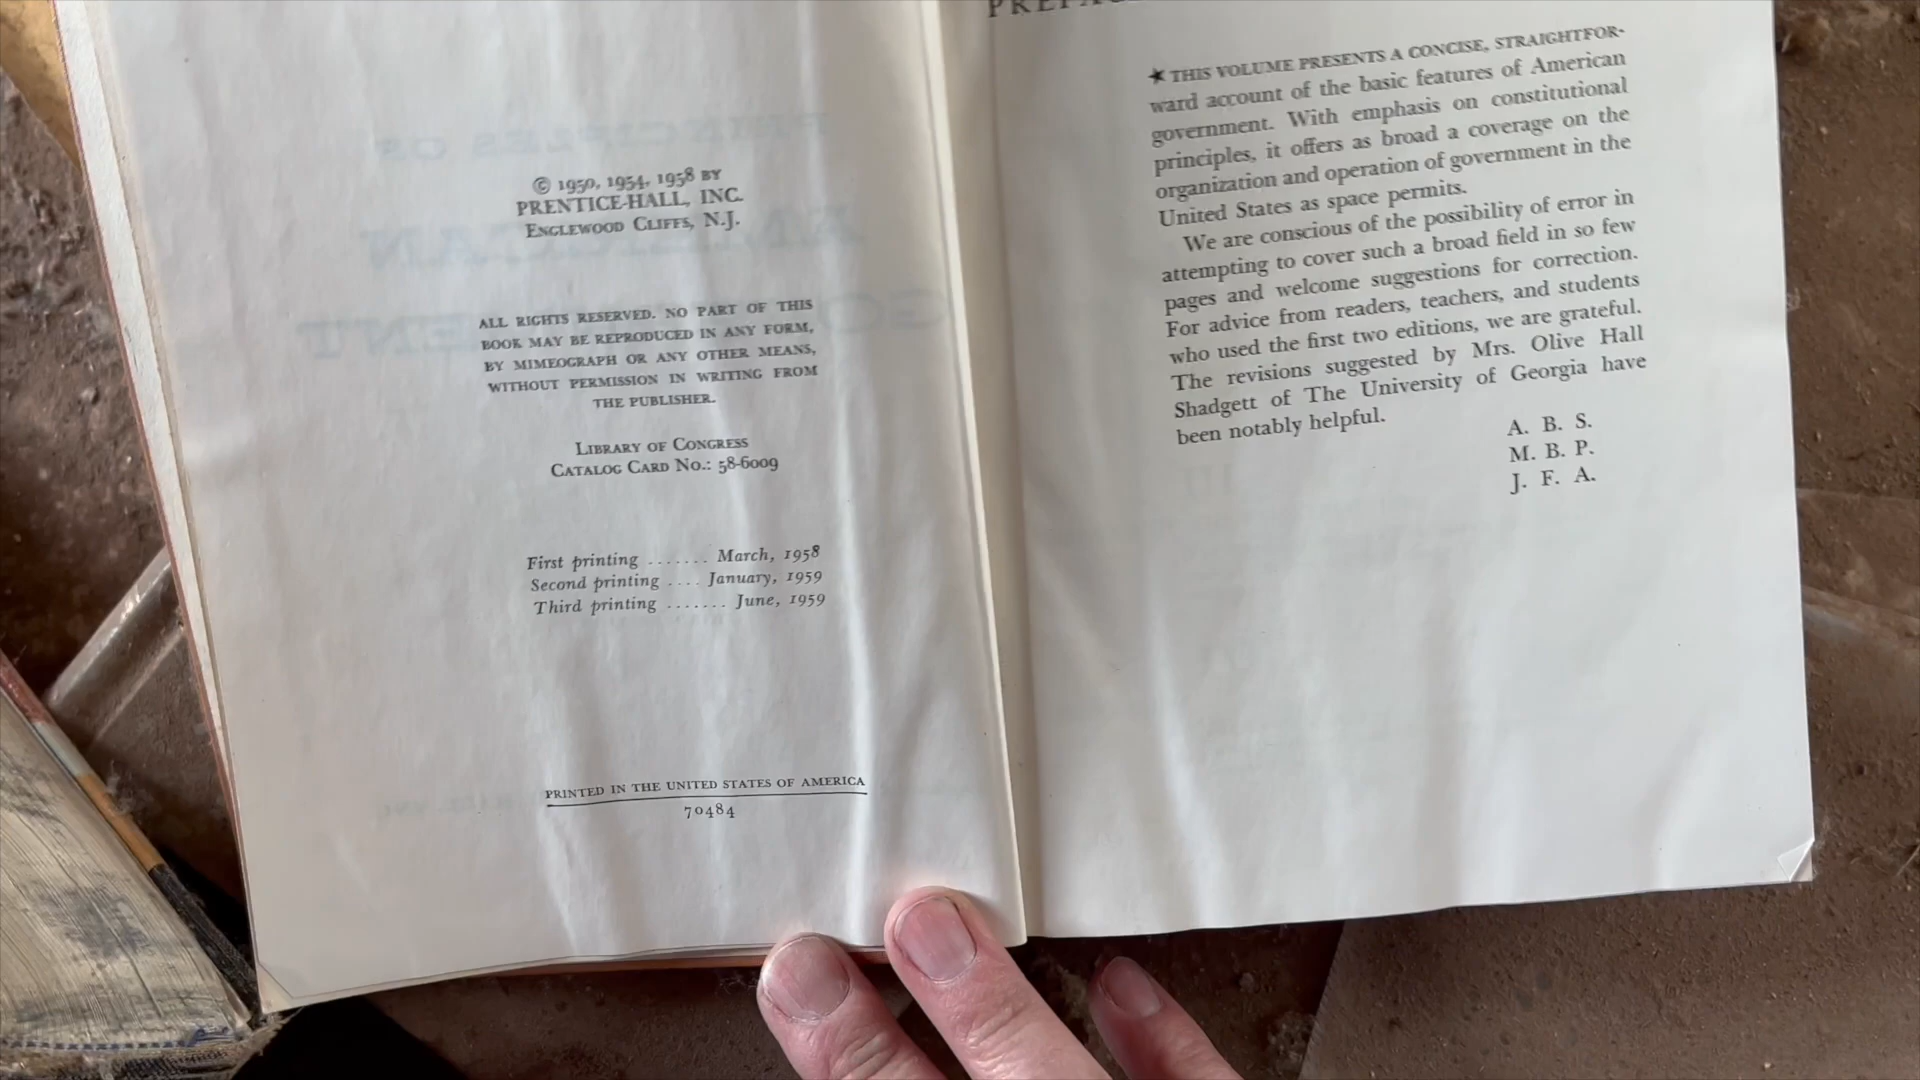 © 1950, 1954, 1958 BY
PRENTICE-HALL, INC.
ENGLEWOOD CLIFFS, N.J.
ALL RIGHTS RESERVED. NO PART OF THIS
BOOK MAY BE REPRODUCED IN ANY FORM,
BY MIMEOGRAPH OR ANY OTHER MEANS,
WITHOUT PERMISSION IN WRITING FROM
THE PUBLISHER.
LIBRARY OF CONGRESS
CATALOG CARD NO.: 58-6009
First printing ....... March, 1958
Second printing .... January, 1959
Third printing ....... June, 1959
PRINTED IN THE UNITED STATES OF AMERICA
70484
★ THIS VOLUME PRESENTS A CONCISE, STRAIGHTFOR-
ward account of the basic features of American
government. With emphasis on constitutional
principles, it offers as broad a coverage on the
organization and operation of government in the
United States as space permits.
We are conscious of the possibility of error in
attempting to cover such a broad field in so few
pages and welcome suggestions for correction.
For advice from readers, teachers, and students
who used the first two editions, we are grateful.
The revisions suggested by Mrs. Olive Hall
Shadgett of The University of Georgia have
been notably helpful.
A. B. S.
M. B. P.
J. F. A.